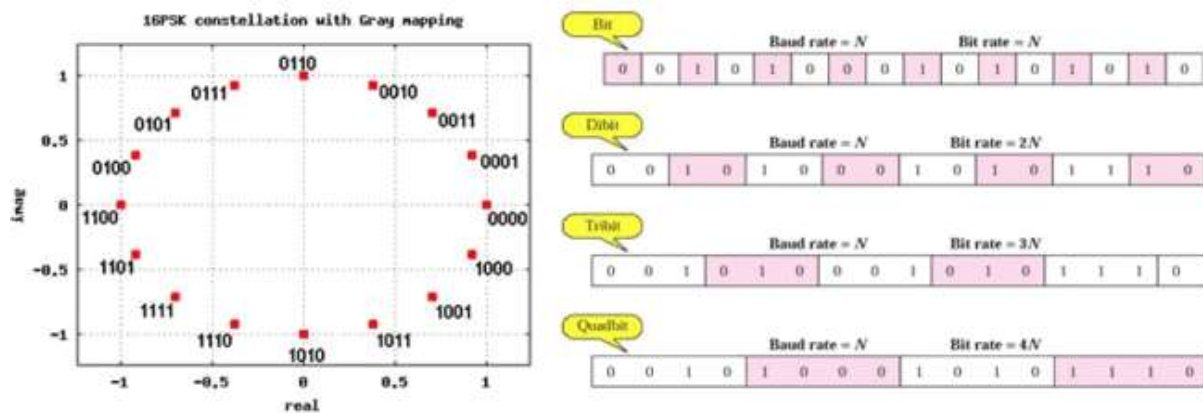 16PSK constellation with Gray mapping
0110
0111
0010
0101
0011
0100
0001
1100
0000
1101
1000
1111
1001
1110
1011
1010
1
0.5
0
-0.5
-1
imag
-1 -0.5 0 0.5 1
real
Bit
Baud rate = N Bit rate = N
0 0 1 0 1 0 0 0 1 0 1 0 1 0 1 0
Dibit
Baud rate = N Bit rate = 2N
0 0 1 0 1 0 0 0 1 0 1 0 1 1 1 0
Tribit
Baud rate = N Bit rate = 3N
0 0 1 0 1 0 0 0 1 0 1 0 1 1 1 0
Quadbit
Baud rate = N Bit rate = 4N
0 0 1 0 1 0 0 0 1 0 1 0 1 1 1 0